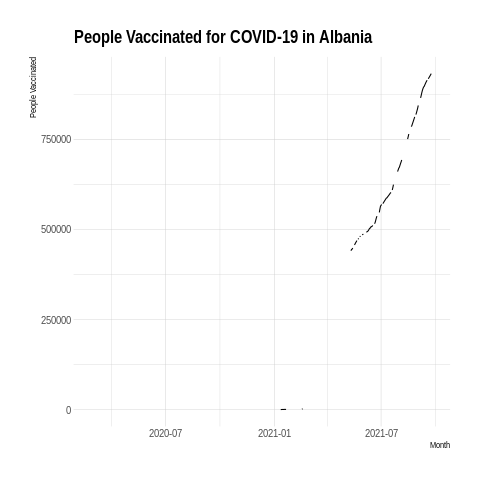 People Vaccinated for COVID-19 in Albania
People Vaccinated
750000
500000
250000
0
2020-07
2021-01
2021-07
Month